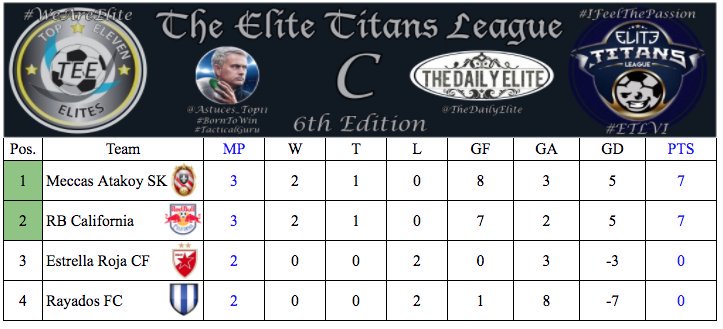 #WeAreElite
The Elite Titans League
#IFeelThePassion
TOP ELEVEN
TEE
ELITES
C
THE DAILY ELITE
ELITE
TITANS
LEAGUE
@Astuces_Top11
#BornToWin
#TacticalGuru
@TheDailyElite
6th Edition
#ETLVI
Pos. Team MP W T L GF GA GD PTS
1 Meccas Atakoy SK 3 2 1 0 8 3 5 7
2 RB California 3 2 1 0 7 2 5 7
3 Estrella Roja CF 2 0 0 2 0 3 -3 0
4 Rayados FC 2 0 0 2 1 8 -7 0